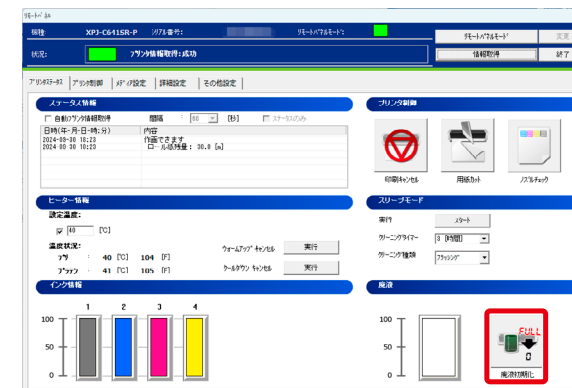 リモートパネル
機種: XPJ-C641SR-P シリアル番号: リモートパネルモード:
リモートパネルモード 変更
状況: プリンタ情報取得:成功
情報取得 終了
プリンタステータス プリンタ制御 メディア設定 詳細設定 その他設定
ステータス情報
自動プリンタ情報取得 間隔 : 60 [秒] ステータスのみ
日時(年-月-日-時:分) 内容
2024-09-30 10:23 作画できます
2024-09-30 10:23 ロール紙残量: 30.0 [m]
プリンタ制御
印刷キャンセル 用紙カット ノズルチェック
ヒーター情報
設定温度:
40 [℃]
温度状況:
プリ : 40 [℃] 104 [F]
プラテン : 41 [℃] 105 [F]
ウォームアップ キャンセル 実行
クールダウン キャンセル 実行
スリープモード
実行 スタート
クリーニングタイマー 3 [時間]
クリーニング種類 フラッシング
インク情報
1 2 3 4
100
50
0
廃液
100
50
0
FULL
0
廃液初期化